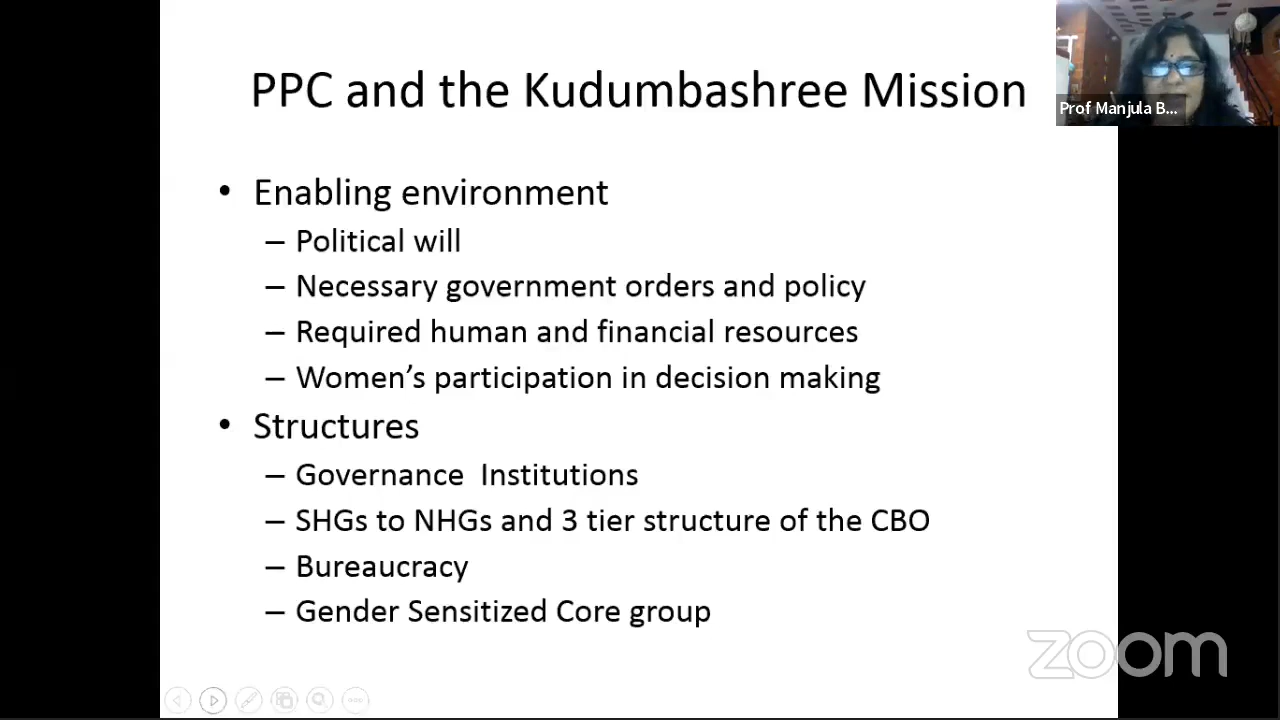 PPC and the Kudumbashree Mission
Prof Manjula B...
• Enabling environment
– Political will
– Necessary government orders and policy
– Required human and financial resources
– Women’s participation in decision making
• Structures
– Governance  Institutions
– SHGs to NHGs and 3 tier structure of the CBO
– Bureaucracy
– Gender Sensitized Core group
zoom